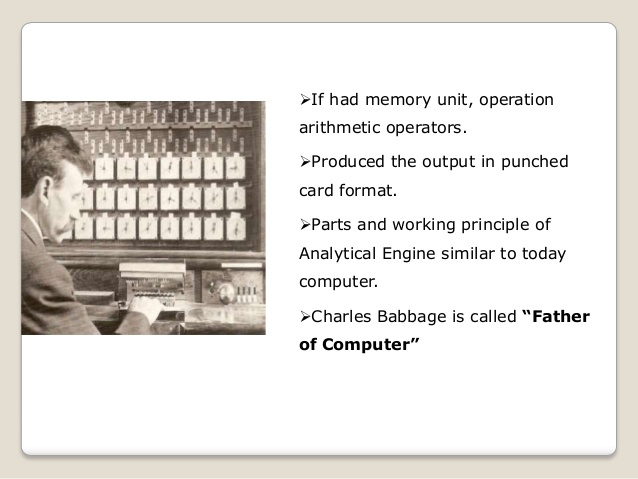 ➢If had memory unit, operation
arithmetic operators.
➢Produced the output in punched
card format.
➢Parts and working principle of
Analytical Engine similar to today
computer.
➢Charles Babbage is called “Father
of Computer”